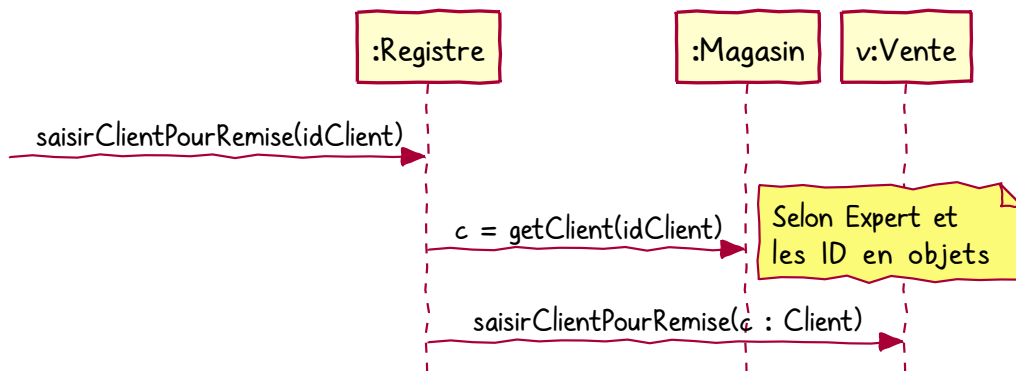 :Registre
:Magasin
v:Vente
saisirClientPourRemise(idClient)
c = getClient(idClient)
Selon Expert et
les ID en objets
saisirClientPourRemise(c : Client)